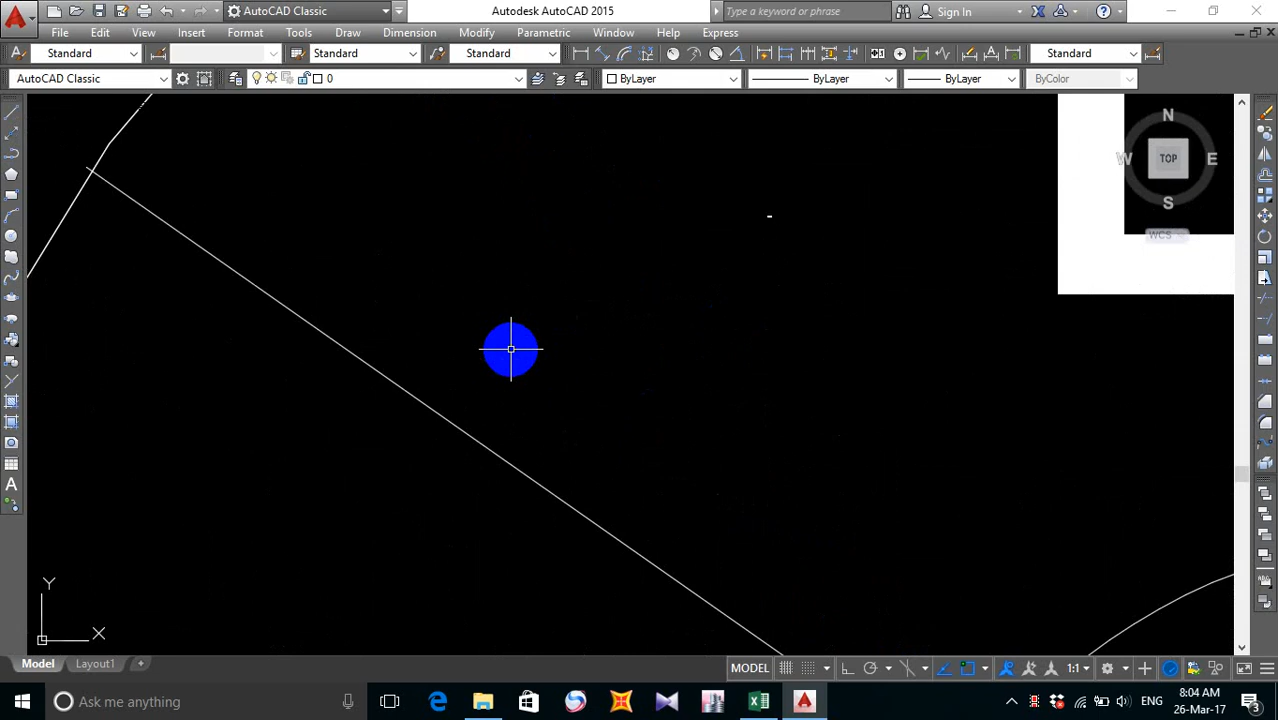 AutoCAD Classic
Autodesk AutoCAD 2015
Type a keyword or phrase
Sign In
File Edit View Insert Format Tools Draw Dimension Modify Parametric Window Help Express
Standard
Standard
Standard
Standard
AutoCAD Classic
0
ByLayer
ByLayer
ByLayer
ByColor
N
W TOP E
S
WCS
Y
X
Model Layout1
MODEL
1:1
Ask me anything
ENG
8:04 AM
26-Mar-17
3